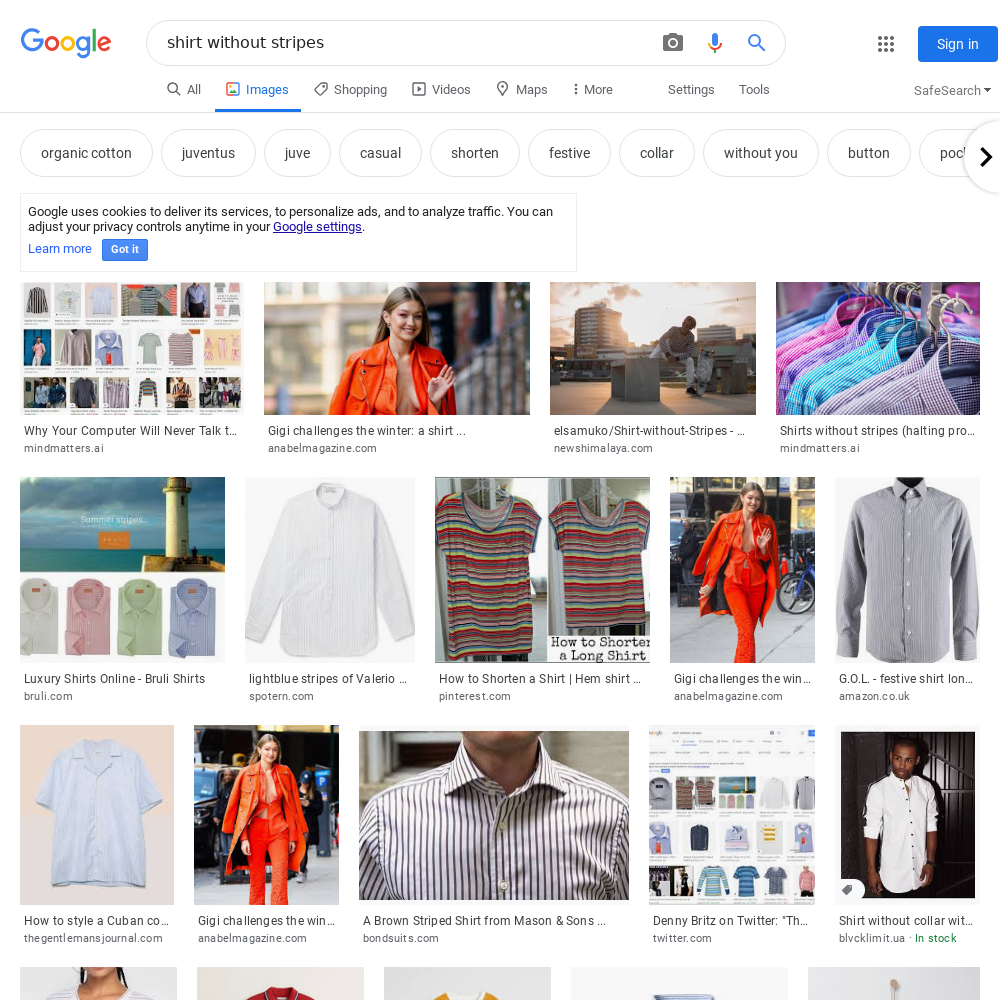 Google
shirt without stripes
Sign in
All Images Shopping Videos Maps More Settings Tools
SafeSearch
organic cotton juventus juve casual shorten festive collar without you button
Google uses cookies to deliver its services, to personalize ads, and to analyze traffic. You can
adjust your privacy controls anytime in your Google settings.
Learn more Got it
Why Your Computer Will Never Talk t...
mindmatters.ai
Gigi challenges the winter: a shirt ...
anabelmagazine.com
elsamuko/Shirt-without-Stripes - ...
newshimalaya.com
Shirts without stripes (halting pro...
mindmatters.ai
Summer stripes..
How to Shorten
a Long Shirt
Luxury Shirts Online - Bruli Shirts
bruli.com
lightblue stripes of Valerio ...
spotern.com
How to Shorten a Shirt | Hem shirt ...
pinterest.com
Gigi challenges the win...
anabelmagazine.com
G.O.L. - festive shirt lon...
amazon.co.uk
shirt without stripes
How to style a Cuban co...
thegentlemansjournal.com
Gigi challenges the win...
anabelmagazine.com
A Brown Striped Shirt from Mason & Sons ...
bondsuits.com
Denny Britz on Twitter: "Th...
twitter.com
Shirt without collar wit...
blvcklimit.ua · In stock